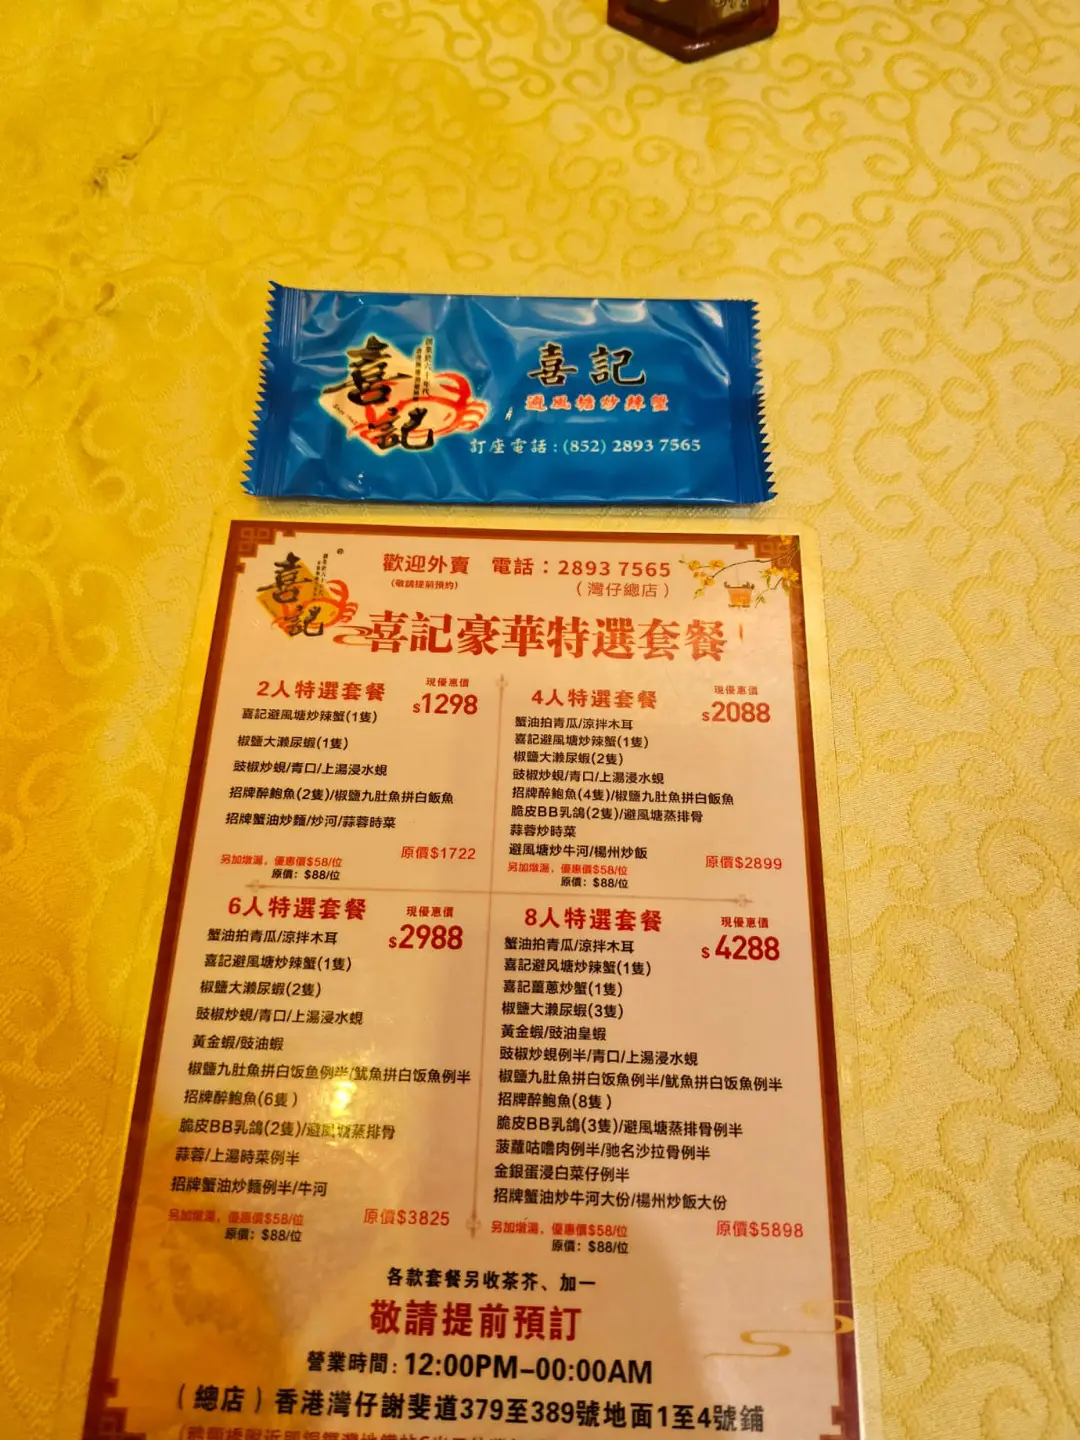 喜記
喜記
避風塘炒辣蟹
訂座電話：(852) 2893 7565
喜記
歡迎外賣 電話：2893 7565
(敬請提前預約)
（灣仔總店）
喜記豪華特選套餐
2人特選套餐
現優惠價
$1298
喜記避風塘炒辣蟹(1隻)
椒鹽大瀨尿蝦(1隻)
豉椒炒蜆/青口/上湯浸水蜆
招牌醉鮑魚(2隻)/椒鹽九肚魚拼白飯魚
招牌蟹油炒麵/炒河/蒜蓉時菜
原價$1722
另加燉湯，優惠價$58/位
原價：$88/位
4人特選套餐
現優惠價
$2088
蟹油拍青瓜/涼拌木耳
喜記避風塘炒辣蟹(1隻)
椒鹽大瀨尿蝦(2隻)
豉椒炒蜆/青口/上湯浸水蜆
招牌醉鮑魚(4隻)/椒鹽九肚魚拼白飯魚
脆皮BB乳鴿(2隻)/避風塘蒸排骨
蒜蓉炒時菜
避風塘炒牛河/楊州炒飯
原價$2899
另加燉湯，優惠價$58/位
原價：$88/位
6人特選套餐
現優惠價
$2988
蟹油拍青瓜/涼拌木耳
喜記避風塘炒辣蟹(1隻)
椒鹽大瀨尿蝦(2隻)
豉椒炒蜆/青口/上湯浸水蜆
黃金蝦/豉油蝦
椒鹽九肚魚拼白饭鱼例半/魷魚拼白饭魚例半
招牌醉鮑魚(6隻)
脆皮BB乳鴿(2隻)/避風塘蒸排骨
蒜蓉/上湯時菜例半
招牌蟹油炒麵例半/牛河
原價$3825
另加燉湯，優惠價$58/位
原價：$88/位
8人特選套餐
現優惠價
$4288
蟹油拍青瓜/涼拌木耳
喜記避风塘炒辣蟹(1隻)
喜記薑蔥炒蟹(1隻)
椒鹽大瀨尿蝦(3隻)
黃金蝦/豉油皇蝦
豉椒炒蜆例半/青口/上湯浸水蜆
椒鹽九肚魚拼白饭魚例半/魷魚拼白饭魚例半
招牌醉鮑魚(8隻)
脆皮BB乳鴿(3隻)/避風塘蒸排骨例半
菠蘿咕嚕肉例半/驰名沙拉骨例半
金銀蛋浸白菜仔例半
招牌蟹油炒牛河大份/楊州炒飯大份
原價$5898
另加燉湯，優惠價$58/位
原價：$88/位
各款套餐另收茶芥、加一
敬請提前預訂
營業時間：12:00PM-00:00AM
（總店）香港灣仔謝斐道379至389號地面1至4號鋪